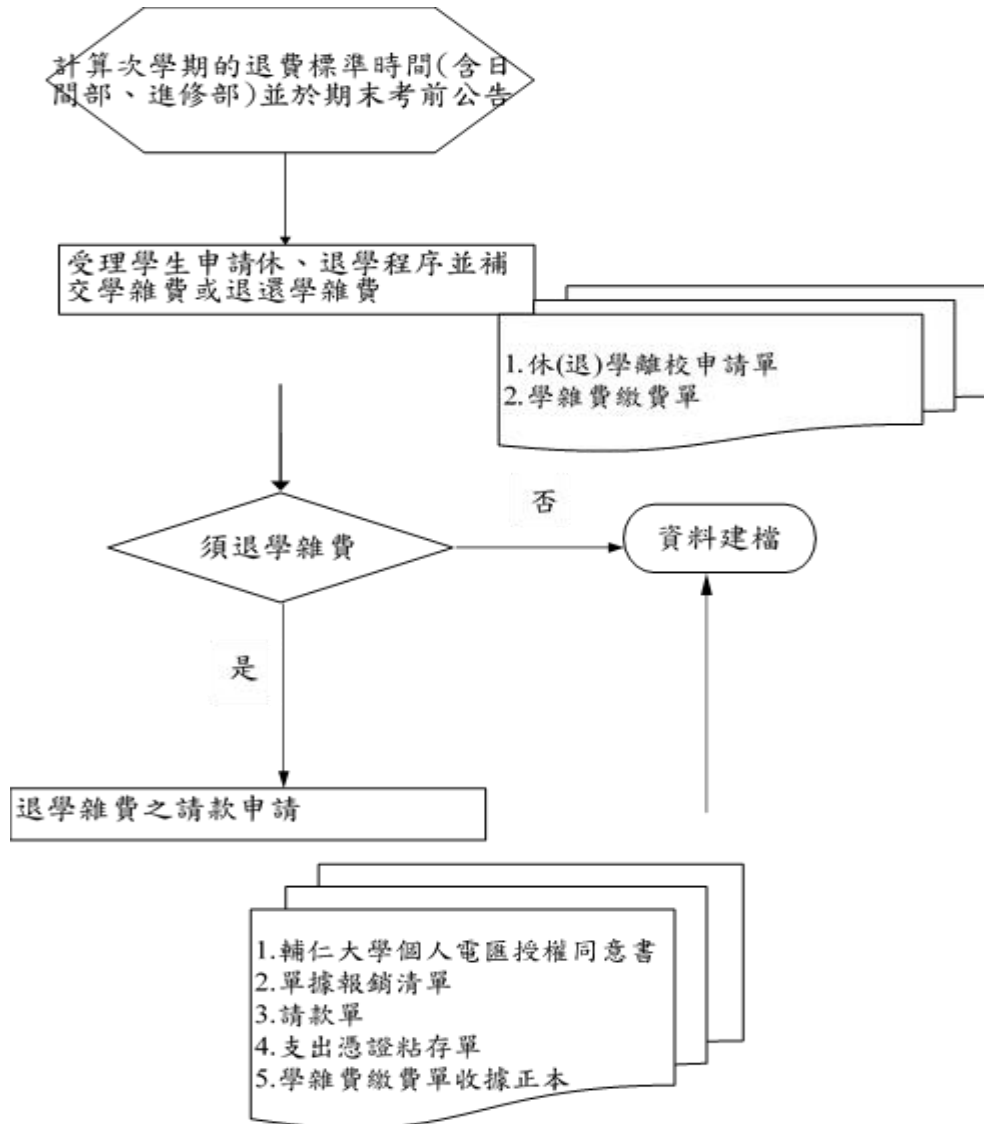 計算次學期的退費標準時間(含日
間部、進修部)並於期末考前公告
受理學生申請休、退學程序並補
交學雜費或退還學雜費
1.休(退)學離校申請單
2.學雜費繳費單
否
須退學雜費
資料建檔
是
退學雜費之請款申請
1.輔仁大學個人電匯授權同意書
2.單據報銷清單
3.請款單
4.支出憑證粘存單
5.學雜費繳費單收據正本